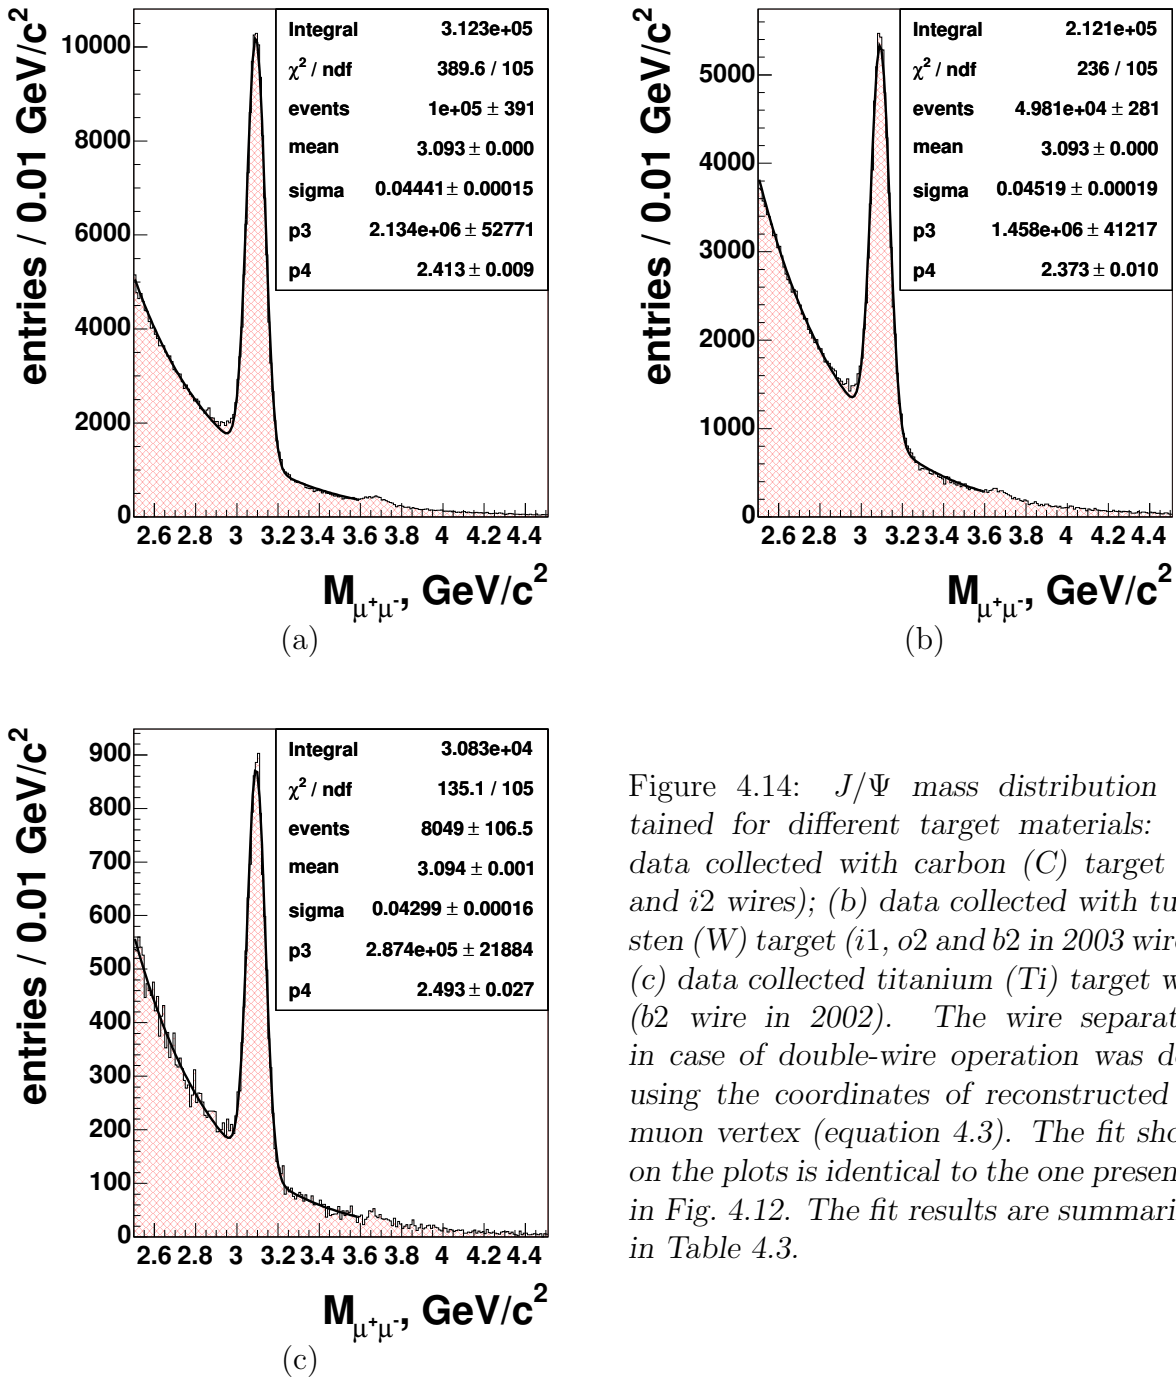 entries / 0.01 GeV/c²
10000
8000
6000
4000
2000
0
Integral 3.123e+05
χ² / ndf 389.6 / 105
events 1e+05 ± 391
mean 3.093 ± 0.000
sigma 0.04441 ± 0.00015
p3 2.134e+06 ± 52771
p4 2.413 ± 0.009
2.6 2.8 3 3.2 3.4 3.6 3.8 4 4.2 4.4
M_μ⁺μ⁻, GeV/c²
(a)
entries / 0.01 GeV/c²
5000
4000
3000
2000
1000
0
Integral 2.121e+05
χ² / ndf 236 / 105
events 4.981e+04 ± 281
mean 3.093 ± 0.000
sigma 0.04519 ± 0.00019
p3 1.458e+06 ± 41217
p4 2.373 ± 0.010
2.6 2.8 3 3.2 3.4 3.6 3.8 4 4.2 4.4
M_μ⁺μ⁻, GeV/c²
(b)
entries / 0.01 GeV/c²
900
800
700
600
500
400
300
200
100
0
Integral 3.083e+04
χ² / ndf 135.1 / 105
events 8049 ± 106.5
mean 3.094 ± 0.001
sigma 0.04299 ± 0.00016
p3 2.874e+05 ± 21884
p4 2.493 ± 0.027
2.6 2.8 3 3.2 3.4 3.6 3.8 4 4.2 4.4
M_μ⁺μ⁻, GeV/c²
(c)
Figure 4.14: J/Ψ mass distribution
tained for different target materials:
data collected with carbon (C) target
and i2 wires); (b) data collected with tu
sten (W) target (i1, o2 and b2 in 2003 wire
(c) data collected titanium (Ti) target w
(b2 wire in 2002). The wire separat
in case of double-wire operation was do
using the coordinates of reconstructed
muon vertex (equation 4.3). The fit sho
on the plots is identical to the one presen
in Fig. 4.12. The fit results are summari
in Table 4.3.